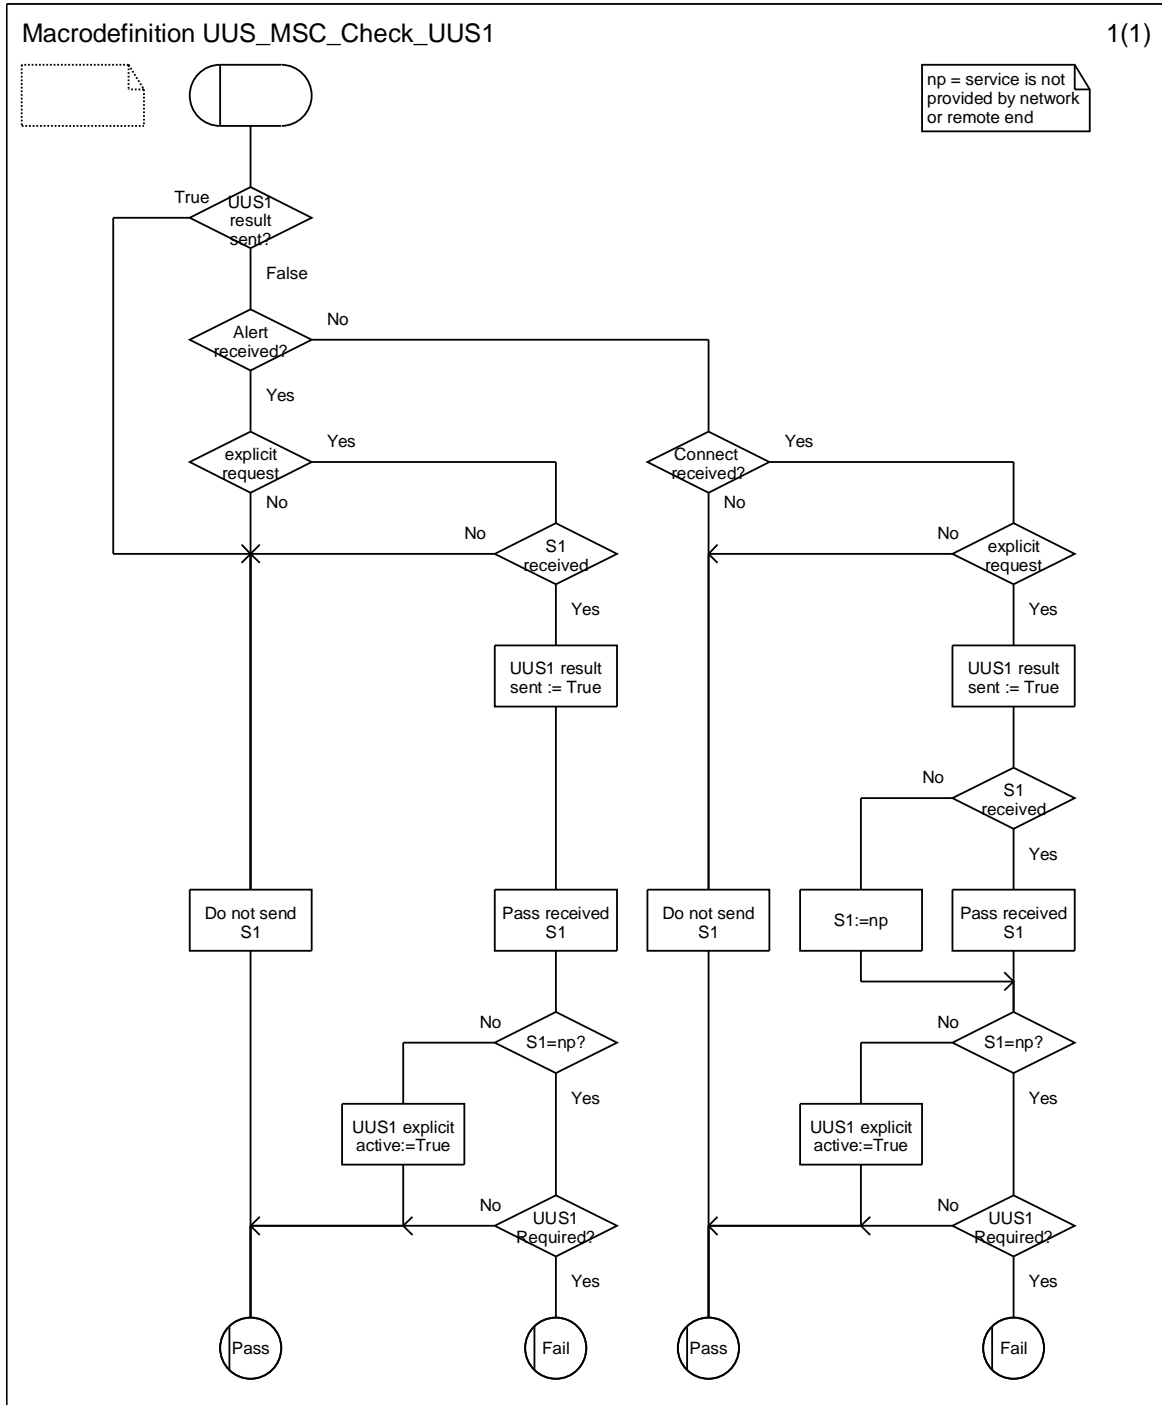 Macrodefinition UUS_MSC_Check_UUS1
1(1)
np = service is not
provided by network
or remote end
True
UUS1
result
sent?
False
Alert
received?
No
Yes
explicit
request
Yes
No
Connect
received?
Yes
No
No
S1
received
Yes
No
explicit
request
Yes
UUS1 result
sent := True
UUS1 result
sent := True
No
S1
received
Yes
Do not send
S1
Pass received
S1
Do not send
S1
S1:=np
Pass received
S1
No
S1=np?
Yes
No
S1=np?
Yes
UUS1 explicit
active:=True
UUS1 explicit
active:=True
No
UUS1
Required?
Yes
No
UUS1
Required?
Yes
Pass
Fail
Pass
Fail